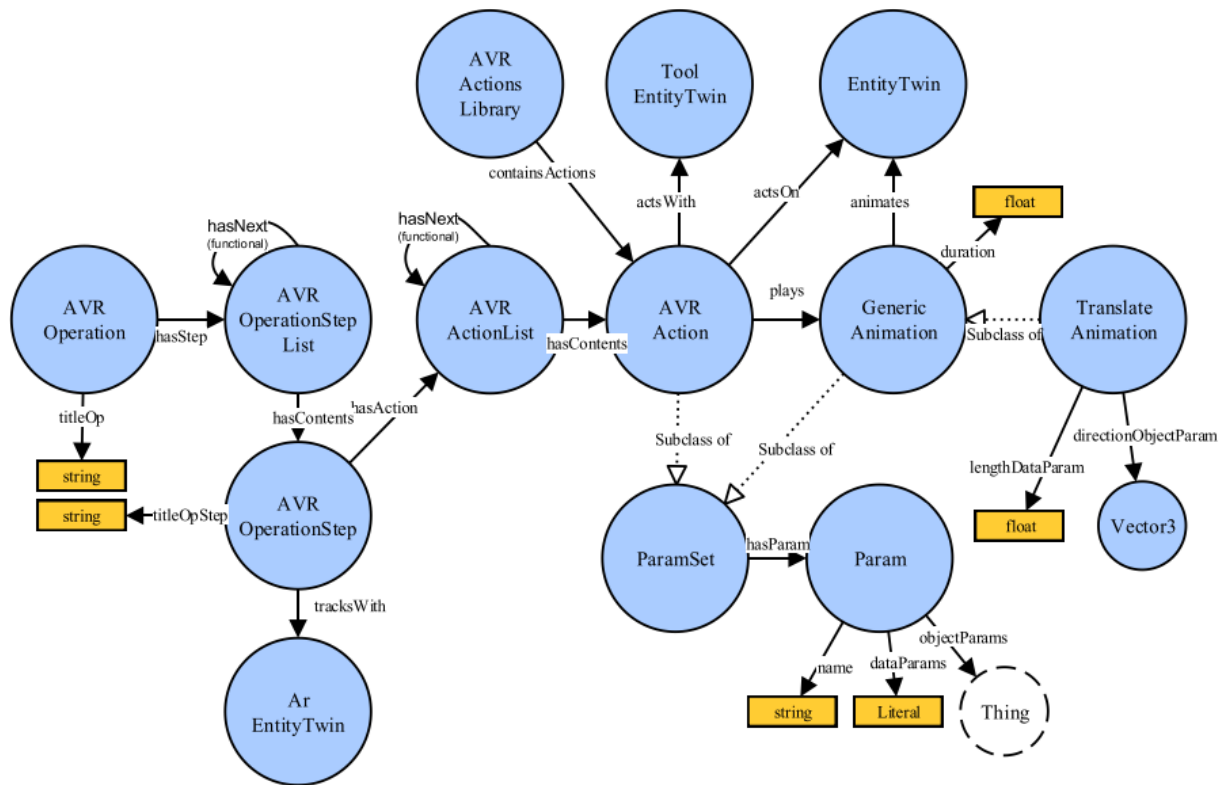 AVR
Actions
Library
Tool
EntityTwin
EntityTwin
containsActions
actsWith
actsOn
animates
float
duration
hasNext
(functional)
hasNext
(functional)
AVR
Operation
hasStep
AVR
OperationStep
List
AVR
ActionList
hasContents
AVR
Action
plays
Generic
Animation
Subclass of
Translate
Animation
titleOp
hasContents
hasAction
string
string
titleOpStep
AVR
OperationStep
Subclass of
Subclass of
lengthDataParam
directionObjectParam
float
Vector3
ParamSet
hasParam
Param
tracksWith
Ar
EntityTwin
name
dataParams
objectParams
string
Literal
Thing